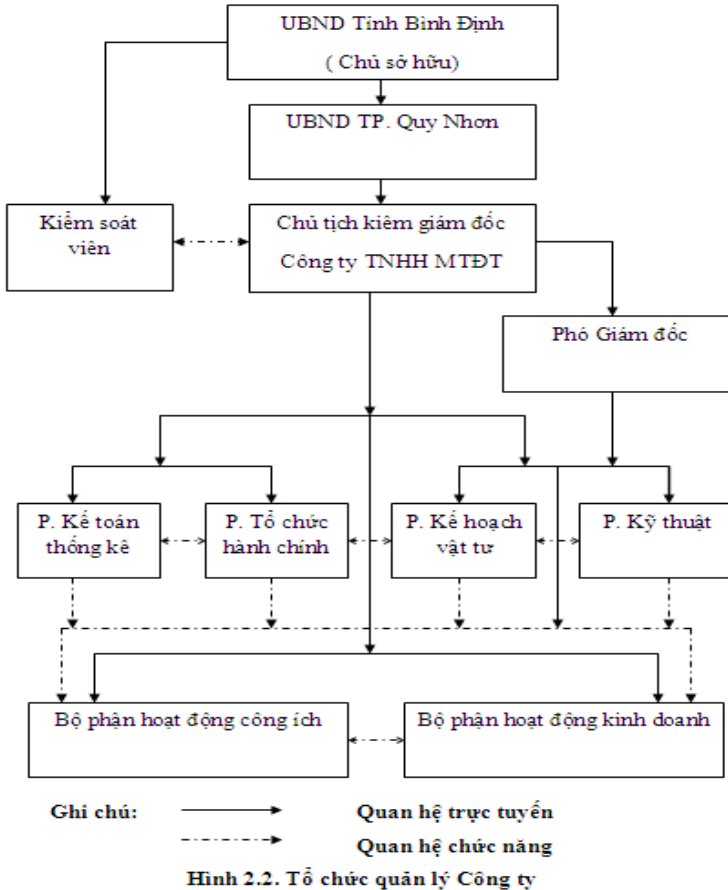 UBND Tỉnh Bình Định
( Chủ sở hữu)
UBND TP. Quy Nhơn
Kiểm soát
viên
Chủ tịch kiêm giám đốc
Công ty TNHH MTĐT
Phó Giám đốc
P. Kế toán
thống kê
P. Tổ chức
hành chính
P. Kế hoạch
vật tư
P. Kỹ thuật
Bộ phận hoạt động công ích
Bộ phận hoạt động kinh doanh
Ghi chú:
Quan hệ trực tuyến
Quan hệ chức năng
Hình 2.2. Tổ chức quản lý Công ty